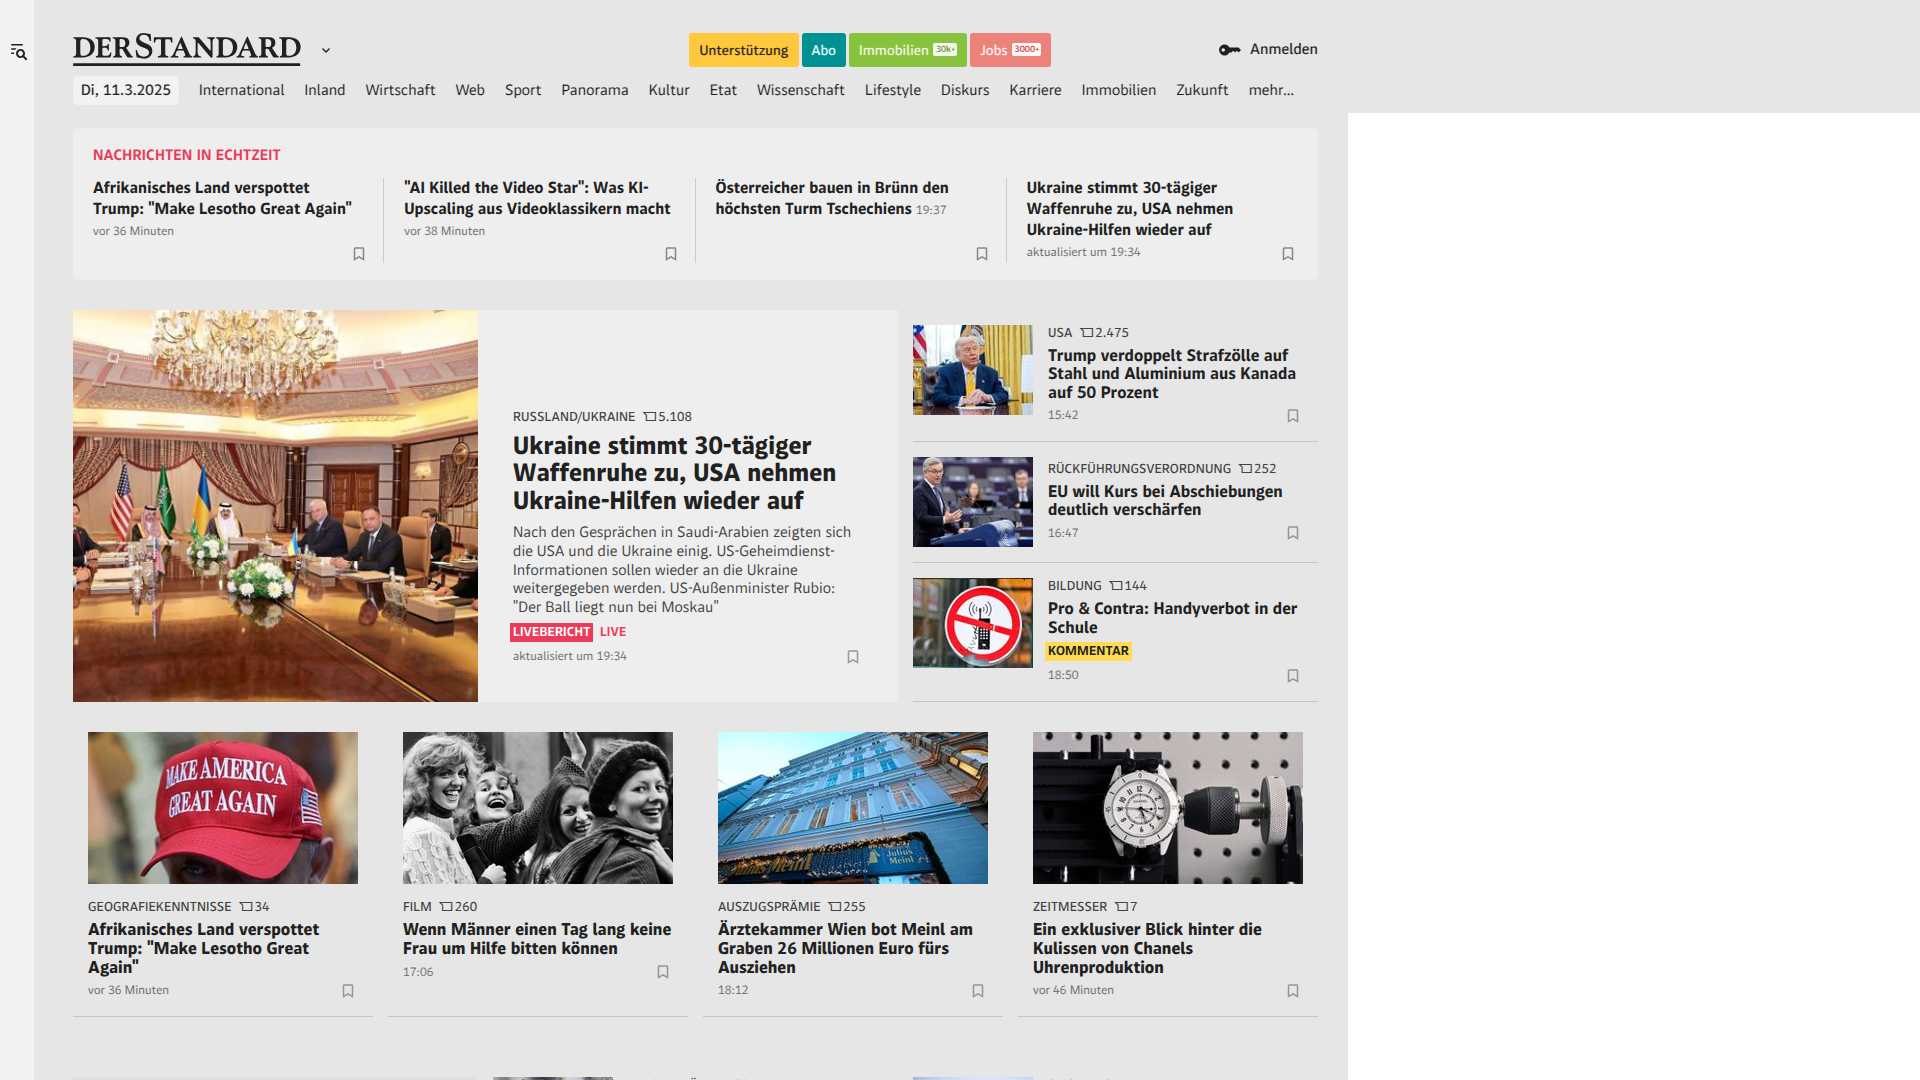 DERSTANDARD
Unterstützung
Abo
Immobilien 30k+
Jobs 3000+
Anmelden
Di, 11.3.2025
International
Inland
Wirtschaft
Web
Sport
Panorama
Kultur
Etat
Wissenschaft
Lifestyle
Diskurs
Karriere
Immobilien
Zukunft
mehr...
NACHRICHTEN IN ECHTZEIT
Afrikanisches Land verspottet
Trump: "Make Lesotho Great Again"
vor 36 Minuten
"AI Killed the Video Star": Was KI-
Upscaling aus Videoklassikern macht
vor 38 Minuten
Österreicher bauen in Brünn den
höchsten Turm Tschechiens 19:37
Ukraine stimmt 30-tägiger
Waffenruhe zu, USA nehmen
Ukraine-Hilfen wieder auf
aktualisiert um 19:34
RUSSLAND/UKRAINE 5.108
Ukraine stimmt 30-tägiger
Waffenruhe zu, USA nehmen
Ukraine-Hilfen wieder auf
Nach den Gesprächen in Saudi-Arabien zeigten sich
die USA und die Ukraine einig. US-Geheimdienst-
Informationen sollen wieder an die Ukraine
weitergegeben werden. US-Außenminister Rubio:
"Der Ball liegt nun bei Moskau"
LIVEBERICHT LIVE
aktualisiert um 19:34
USA 2.475
Trump verdoppelt Strafzölle auf
Stahl und Aluminium aus Kanada
auf 50 Prozent
15:42
RÜCKFÜHRUNGSVERORDNUNG 252
EU will Kurs bei Abschiebungen
deutlich verschärfen
16:47
BILDUNG 144
Pro & Contra: Handyverbot in der
Schule
KOMMENTAR
18:50
MAKE AMERICA
GREAT AGAIN
GEOGRAFIEKENNTNISSE 34
Afrikanisches Land verspottet
Trump: "Make Lesotho Great
Again"
vor 36 Minuten
FILM 260
Wenn Männer einen Tag lang keine
Frau um Hilfe bitten können
17:06
Julius
Meinl
ÄRSZUGSPRÄMIE 255
Ärztekammer Wien bot Meinl am
Graben 26 Millionen Euro fürs
Ausziehen
18:12
ZEITMESSER 7
Ein exklusiver Blick hinter die
Kulissen von Chanels
Uhrenproduktion
vor 46 Minuten